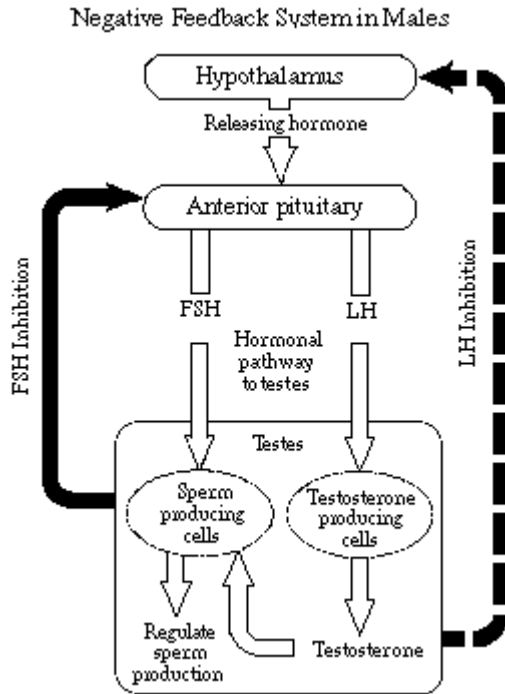 Negative Feedback System in Males
Hypothalamus
Releasing hormone
Anterior pituitary
FSH
LH
Hormonal
pathway
to testes
FSH Inhibition
LH Inhibition
Testes
Sperm
producing
cells
Testosterone
producing
cells
Regulate
sperm
production
Testosterone